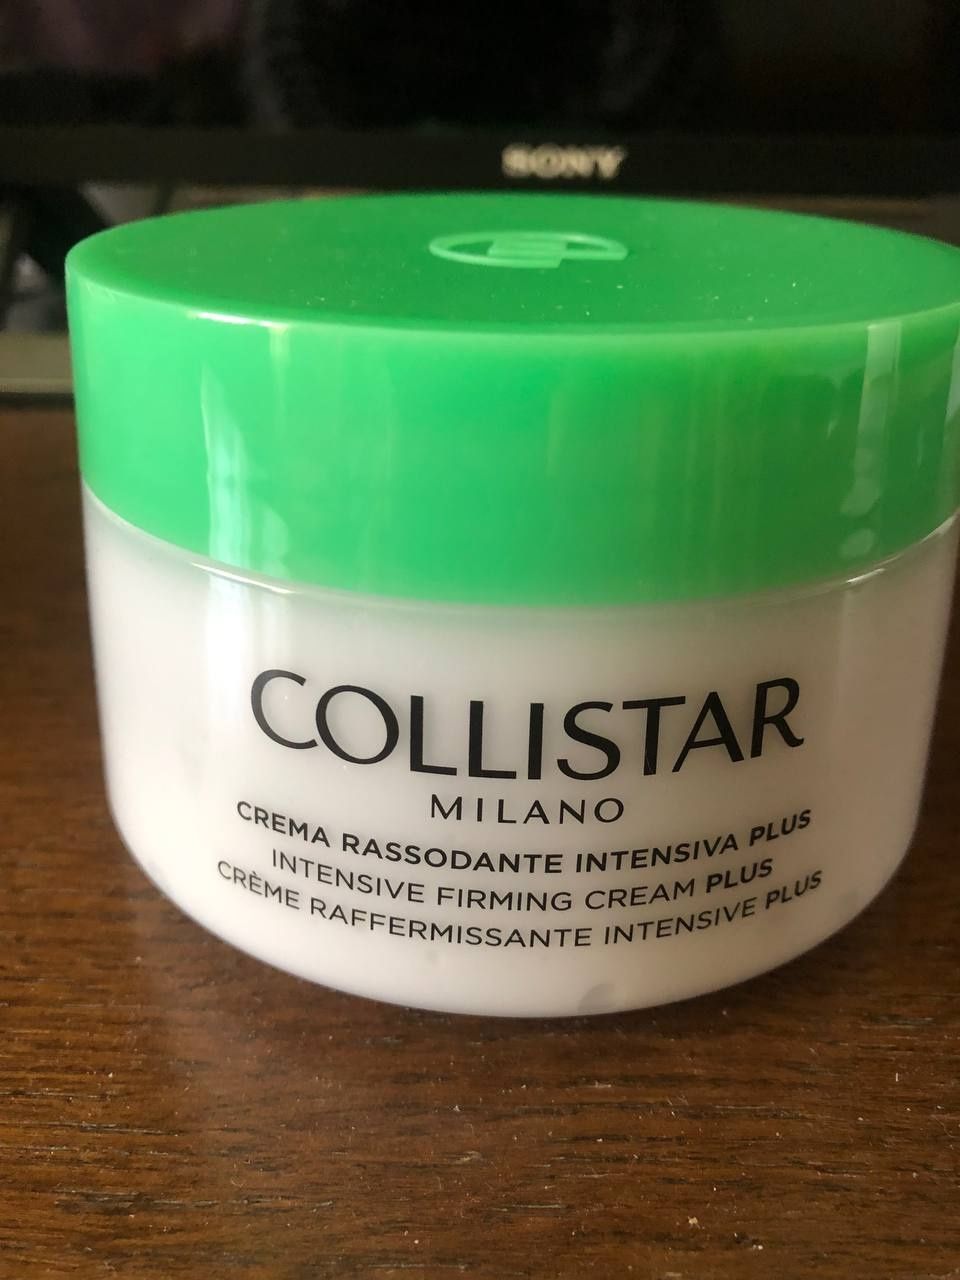 SONY
COLLISTAR
MILANO
CREMA RASSODANTE INTENSIVA PLUS
INTENSIVE FIRMING CREAM PLUS
CRÈME RAFFERMISSANTE INTENSIVE PLUS